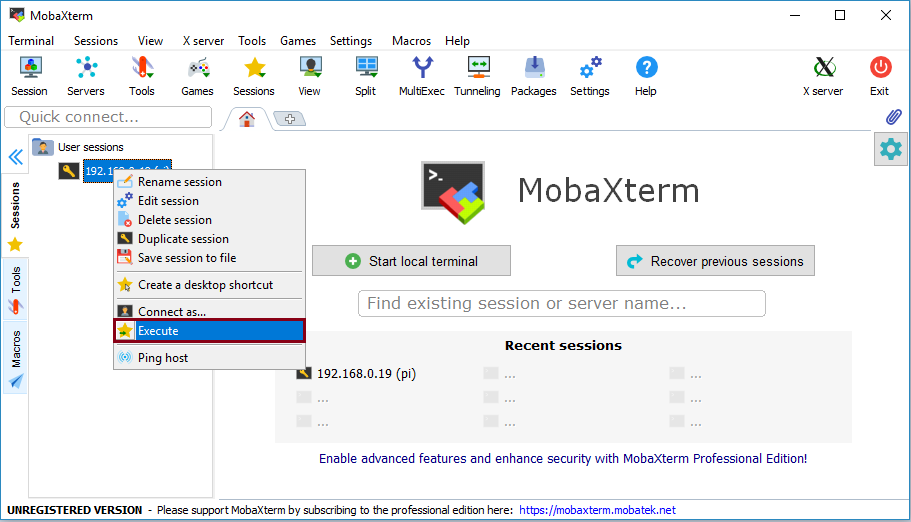 MobaXterm
Terminal Sessions View X server Tools Games Settings Macros Help
Session Servers Tools Games Sessions View Split MultiExec Tunneling Packages Settings Help X server Exit
Quick connect...
User sessions
Sessions
Tools
Macros
Rename session
Edit session
Delete session
Duplicate session
Save session to file
Create a desktop shortcut
Connect as...
Execute
Ping host
>_
MobaXterm
Start local terminal
Recover previous sessions
Find existing session or server name...
Recent sessions
192.168.0.19 (pi) ... ...
... ... ...
... ... ...
Enable advanced features and enhance security with MobaXterm Professional Edition!
UNREGISTERED VERSION - Please support MobaXterm by subscribing to the professional edition here: https://mobaxterm.mobatek.net